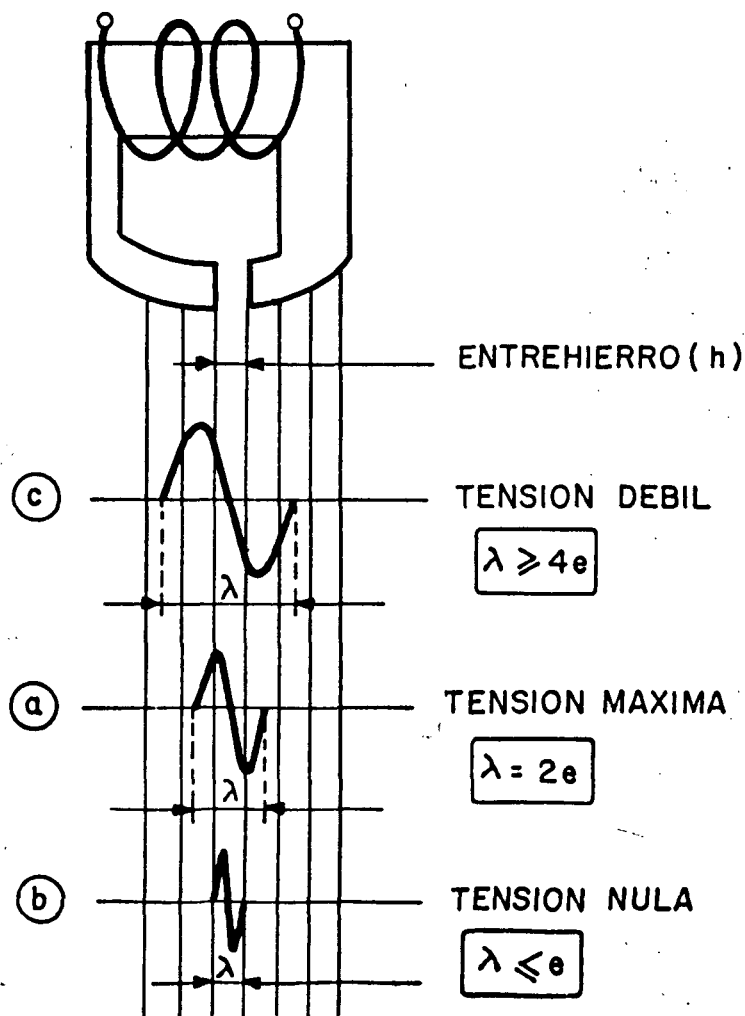 ENTREHIERRO (h)
c
TENSION DEBIL
λ ≥ 4e
λ
a
TENSION MAXIMA
λ = 2e
λ
b
TENSION NULA
λ ≤ e
λ